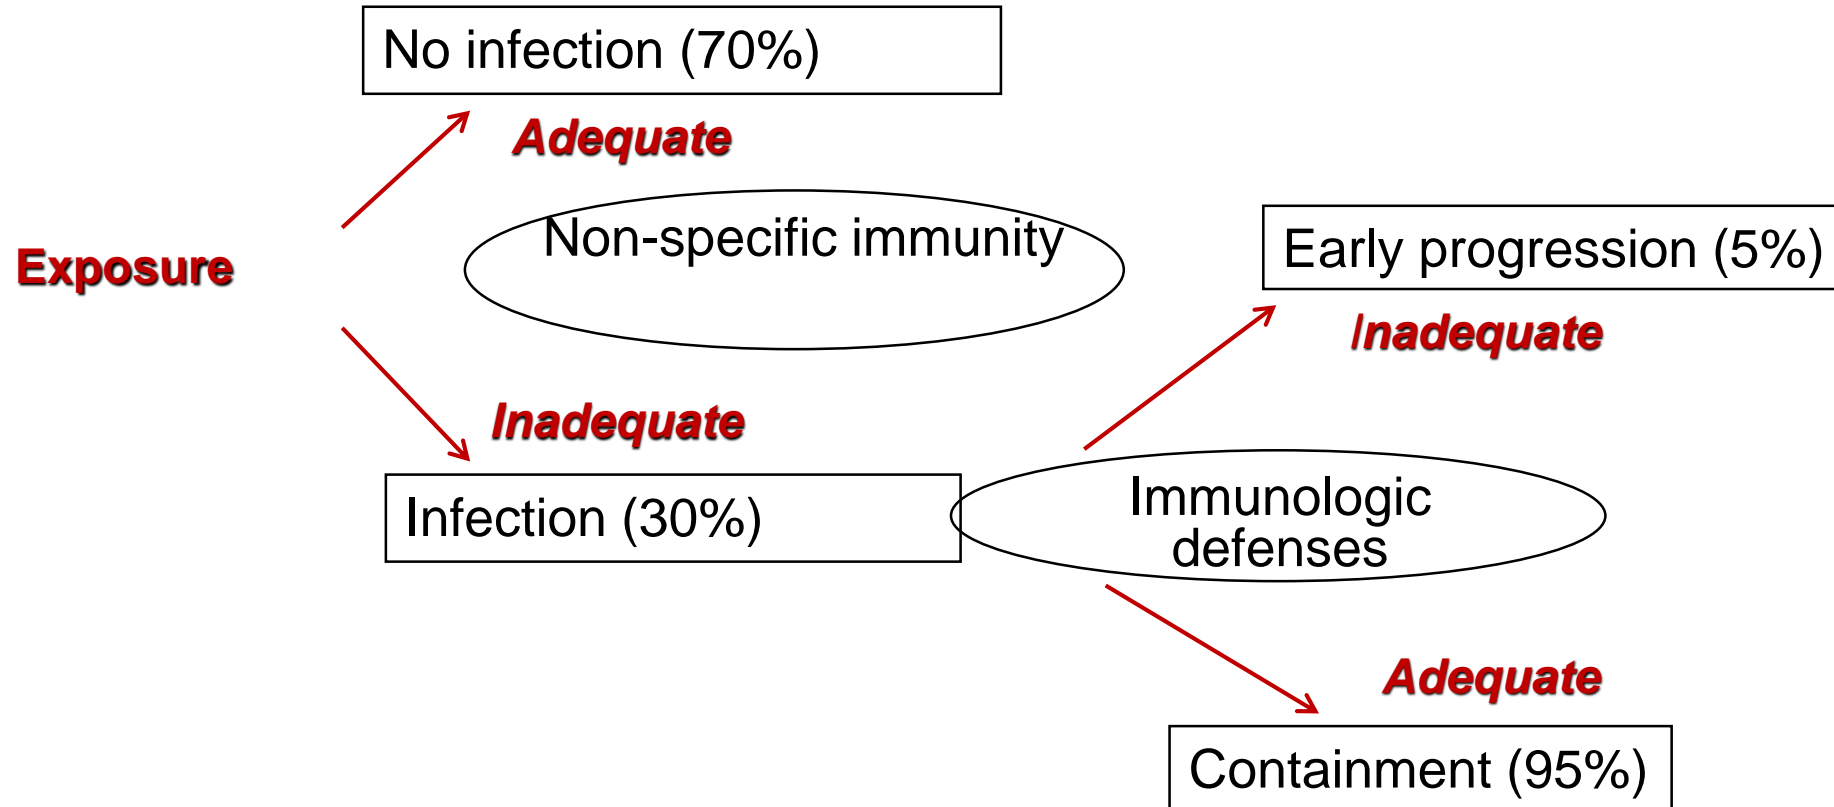 No infection (70%)
Adequate
Non-specific immunity
Exposure
Early progression (5%)
Inadequate
Inadequate
Infection (30%)
Immunologic
defenses
Adequate
Containment (95%)